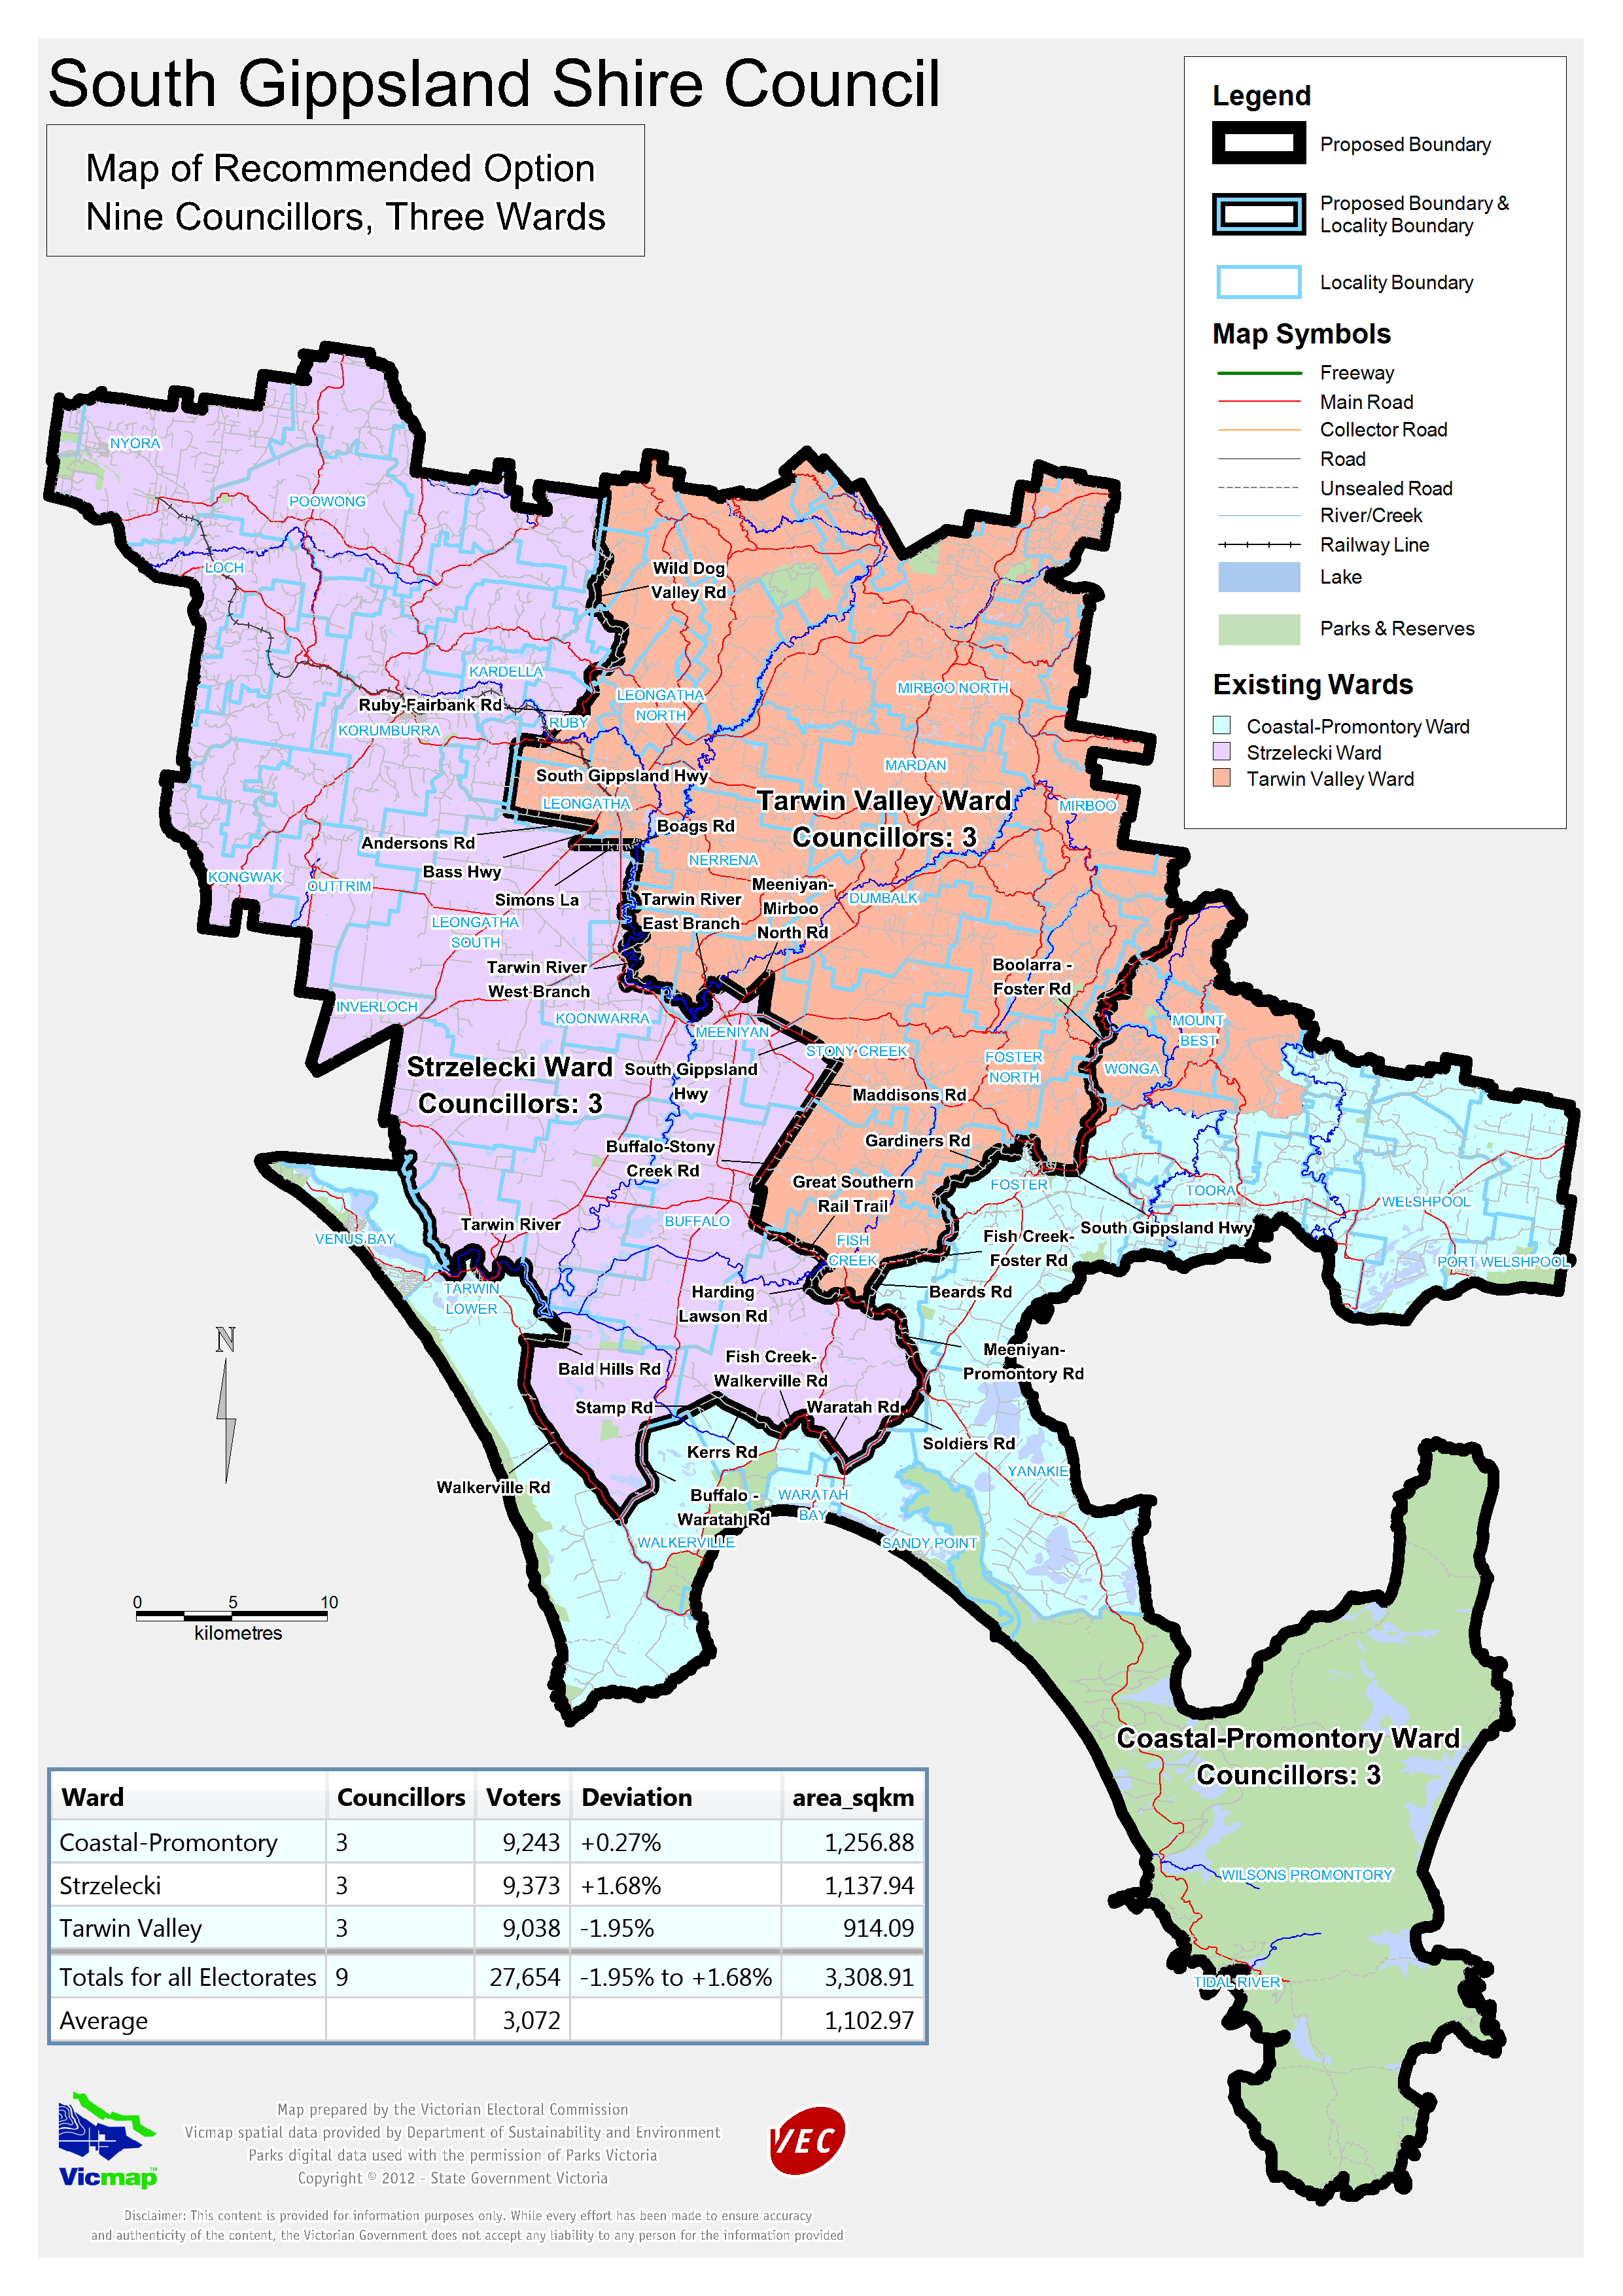 South Gippsland Shire Council
Map of Recommended Option
Nine Councillors, Three Wards
Legend
Proposed Boundary
Proposed Boundary &
Locality Boundary
Locality Boundary
Map Symbols
Freeway
Main Road
Collector Road
Road
Unsealed Road
River/Creek
Railway Line
Lake
Parks & Reserves
Existing Wards
Coastal-Promontory Ward
Strzelecki Ward
Tarwin Valley Ward
NYORA
POOWONG
LOCH
Wild Dog
Valley Rd
KARDELLA
Ruby-Fairbank Rd
RUBY
KORUMBURRA
LEONGATHA
NORTH
MIRBOO NORTH
South Gippsland Hwy
LEONGATHA
MARDAN
Tarwin Valley Ward
Councillors: 3
MIRBOO
Andersons Rd
Boags Rd
Bass Hwy
NERRENA
KONGWAK
OUTTRIM
Simons La
Tarwin River
East Branch
Meeniyan-
Mirboo
North Rd
DUMBALK
LEONGATHA
SOUTH
Tarwin River
West Branch
Boolarra -
Foster Rd
INVERLOCH
KOONWARRA
MEENIYAN
STONY CREEK
MOUNT
BEST
FOSTER
NORTH
WONGA
Strzelecki Ward
Councillors: 3
South Gippsland
Hwy
Maddisons Rd
Gardiners Rd
Buffalo-Stony
Creek Rd
Great Southern
Rail Trail
FOSTER
TOORA
WELSHPOOL
VENUS BAY
Tarwin River
BUFFALO
FISH
CREEK
Fish Creek-
Foster Rd
South Gippsland Hwy
PORT WELSHPOOL
TARWIN
LOWER
Harding
Lawson Rd
Beards Rd
N
Bald Hills Rd
Fish Creek-
Walkerville Rd
Meeniyan-
Promontory Rd
Stamp Rd
Waratah Rd
Kerrs Rd
Soldiers Rd
Walkerville Rd
Buffalo -
Waratah Rd
WARATAH
BAY
YANAKIE
WALKERVILLE
SANDY POINT
0 5 10
kilometres
Coastal-Promontory Ward
Councillors: 3
WILSONS PROMONTORY
TIDAL RIVER
Ward Councillors Voters Deviation area_sqkm
Coastal-Promontory 3 9,243 +0.27% 1,256.88
Strzelecki 3 9,373 +1.68% 1,137.94
Tarwin Valley 3 9,038 -1.95% 914.09
Totals for all Electorates 9 27,654 -1.95% to +1.68% 3,308.91
Average 3,072 1,102.97
Vicmap™
Map prepared by the Victorian Electoral Commission
Vicmap spatial data provided by Department of Sustainability and Environment
Parks digital data used with the permission of Parks Victoria
Copyright © 2012 - State Government Victoria
VEC
Disclaimer: This content is provided for information purposes only. While every effort has been made to ensure accuracy
and authenticity of the content, the Victorian Government does not accept any liability to any person for the information provided